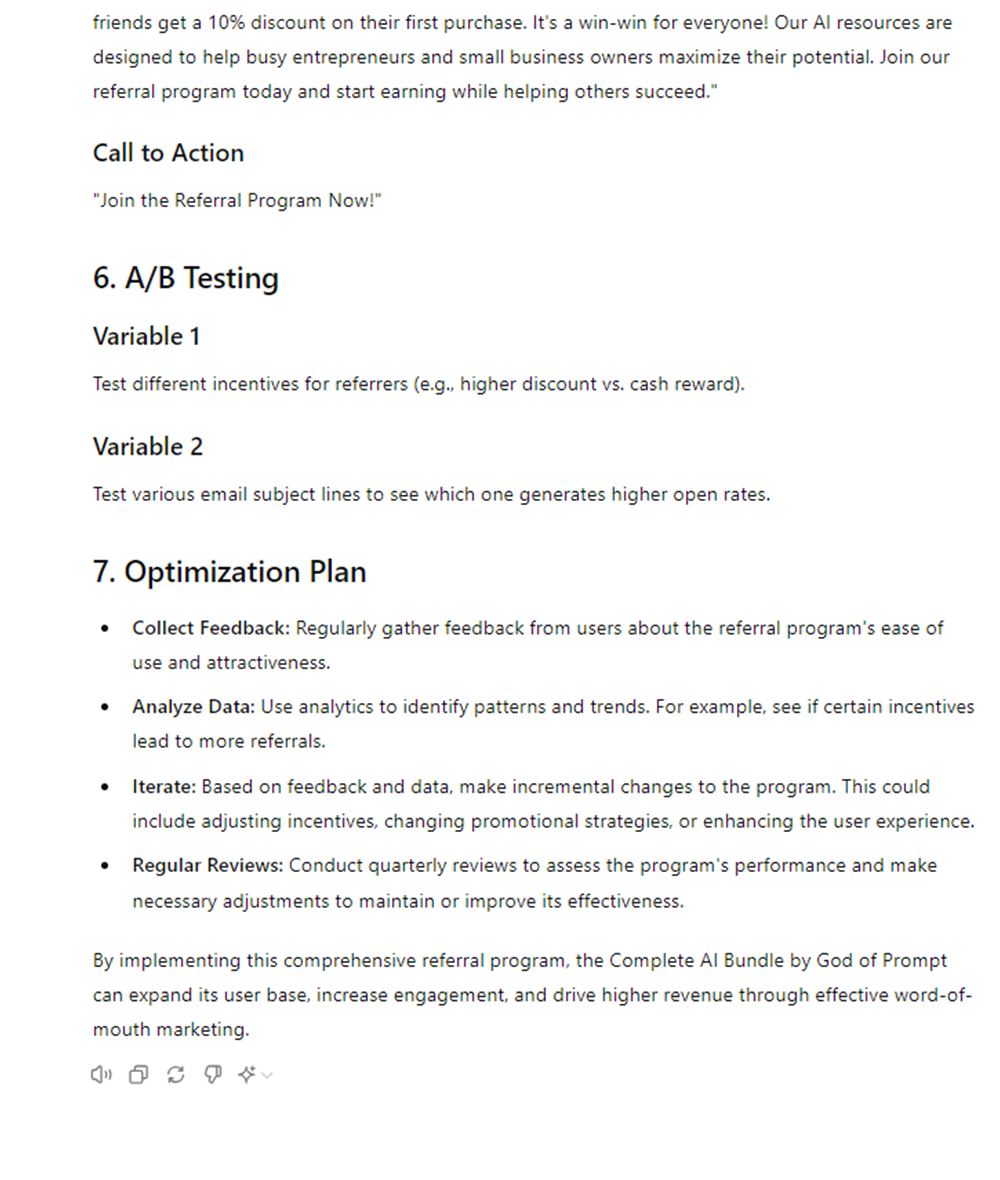 friends get a 10% discount on their first purchase. It's a win-win for everyone! Our AI resources are
designed to help busy entrepreneurs and small business owners maximize their potential. Join our
referral program today and start earning while helping others succeed."
Call to Action
"Join the Referral Program Now!"
6. A/B Testing
Variable 1
Test different incentives for referrers (e.g., higher discount vs. cash reward).
Variable 2
Test various email subject lines to see which one generates higher open rates.
7. Optimization Plan
• Collect Feedback: Regularly gather feedback from users about the referral program's ease of
use and attractiveness.
• Analyze Data: Use analytics to identify patterns and trends. For example, see if certain incentives
lead to more referrals.
• Iterate: Based on feedback and data, make incremental changes to the program. This could
include adjusting incentives, changing promotional strategies, or enhancing the user experience.
• Regular Reviews: Conduct quarterly reviews to assess the program's performance and make
necessary adjustments to maintain or improve its effectiveness.
By implementing this comprehensive referral program, the Complete AI Bundle by God of Prompt
can expand its user base, increase engagement, and drive higher revenue through effective word-of-
mouth marketing.